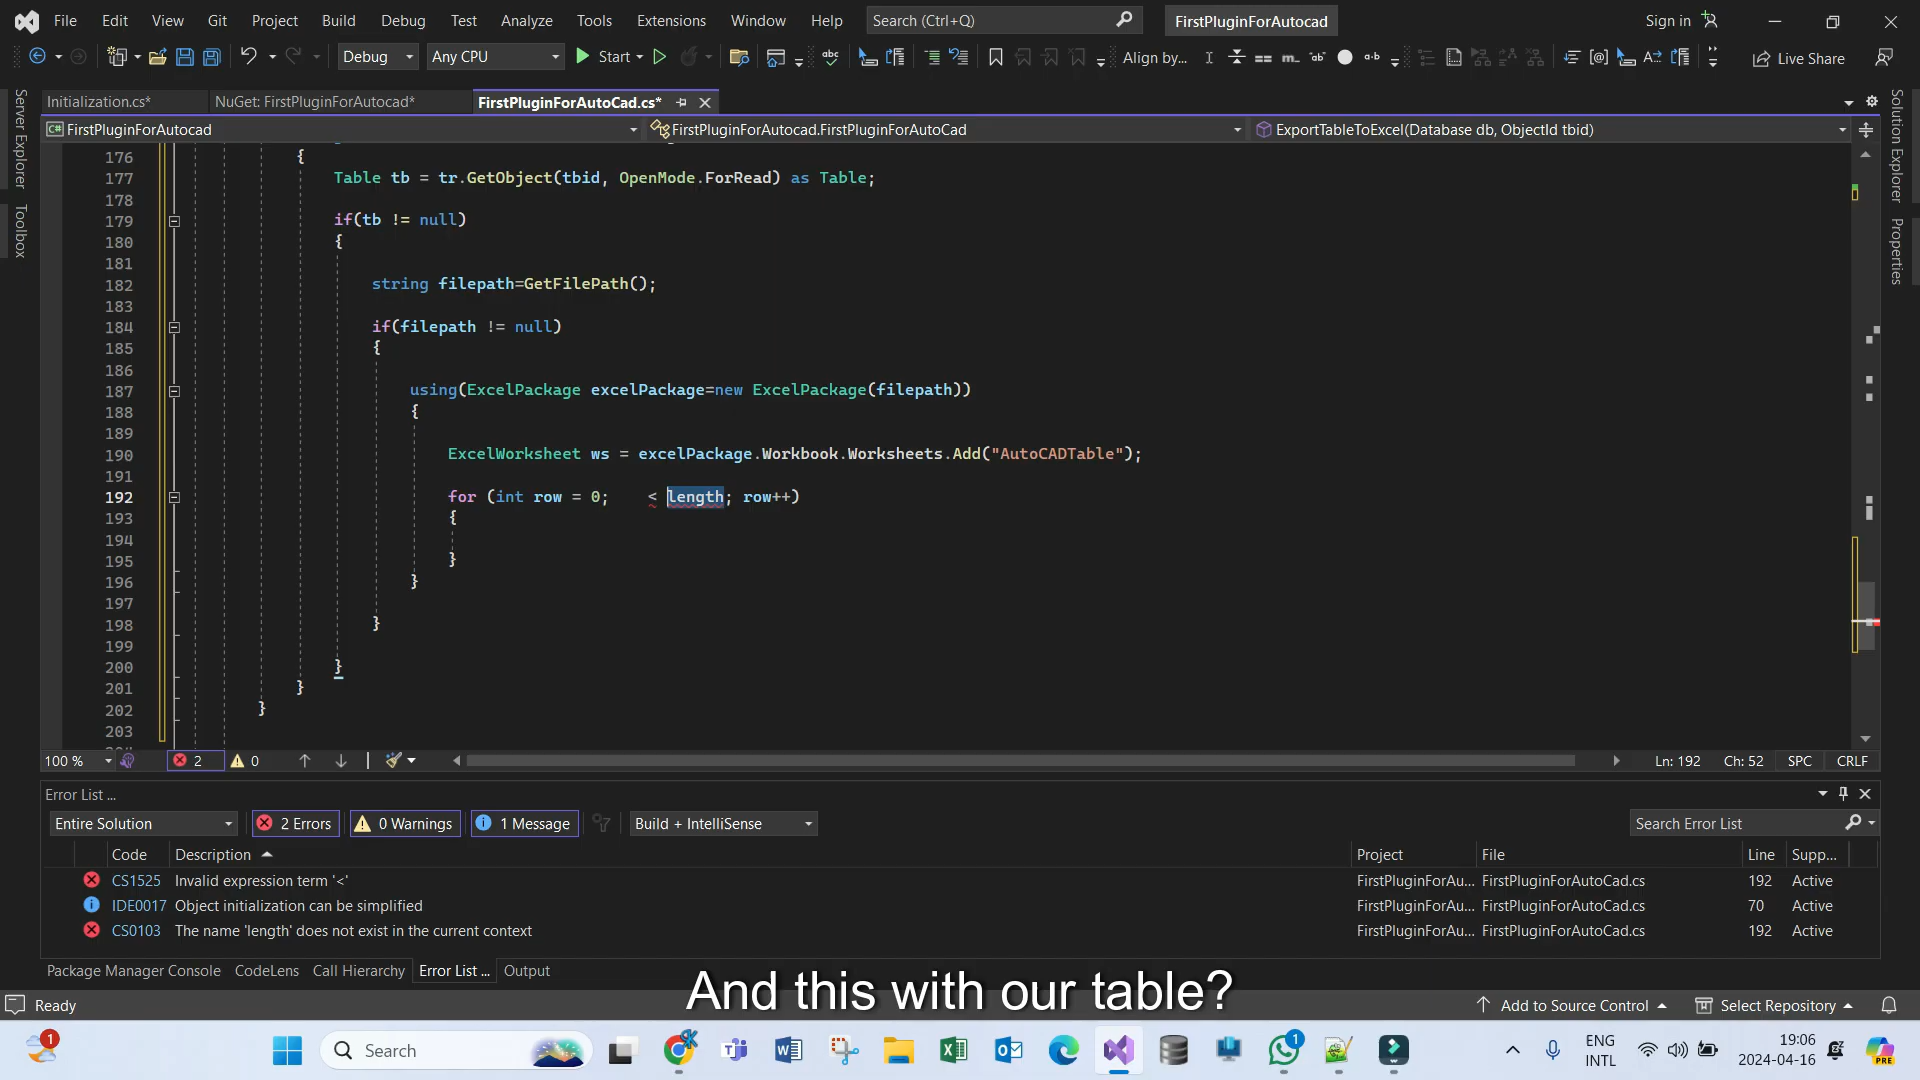 File Edit View Git Project Build Debug Test Analyze Tools Extensions Window Help Search (Ctrl+Q) FirstPluginForAutocad Sign in
Debug Any CPU Start Align by... Live Share
Initialization.cs* NuGet: FirstPluginForAutocad* FirstPluginForAutoCad.cs*
FirstPluginForAutocad FirstPluginForAutocad.FirstPluginForAutoCad ExportTableToExcel(Database db, ObjectId tbid)
Server Explorer
Toolbox
Solution Explorer
Properties
176 {
177 Table tb = tr.GetObject(tbid, OpenMode.ForRead) as Table;
178
179 if(tb != null)
180 {
181
182 string filepath=GetFilePath();
183
184 if(filepath != null)
185 {
186
187 using(ExcelPackage excelPackage=new ExcelPackage(filepath))
188 {
189
190 ExcelWorksheet ws = excelPackage.Workbook.Worksheets.Add("AutoCADTable");
191
192 for (int row = 0; < length; row++)
193 {
194
195 }
196 }
197
198 }
199
200 }
201 }
202 }
203
100 % 2 0 Ln: 192 Ch: 52 SPC CRLF
Error List ...
Entire Solution 2 Errors 0 Warnings 1 Message Build + IntelliSense Search Error List
Code Description Project File Line Supp...
CS1525 Invalid expression term '<' FirstPluginForAu... FirstPluginForAutoCad.cs 192 Active
IDE0017 Object initialization can be simplified FirstPluginForAu... FirstPluginForAutoCad.cs 70 Active
CS0103 The name 'length' does not exist in the current context FirstPluginForAu... FirstPluginForAutoCad.cs 192 Active
Package Manager Console CodeLens Call Hierarchy Error List ... Output
And this with our table?
Ready Add to Source Control Select Repository
1 Search 1 ENG INTL 19:06 2024-04-16 PRE